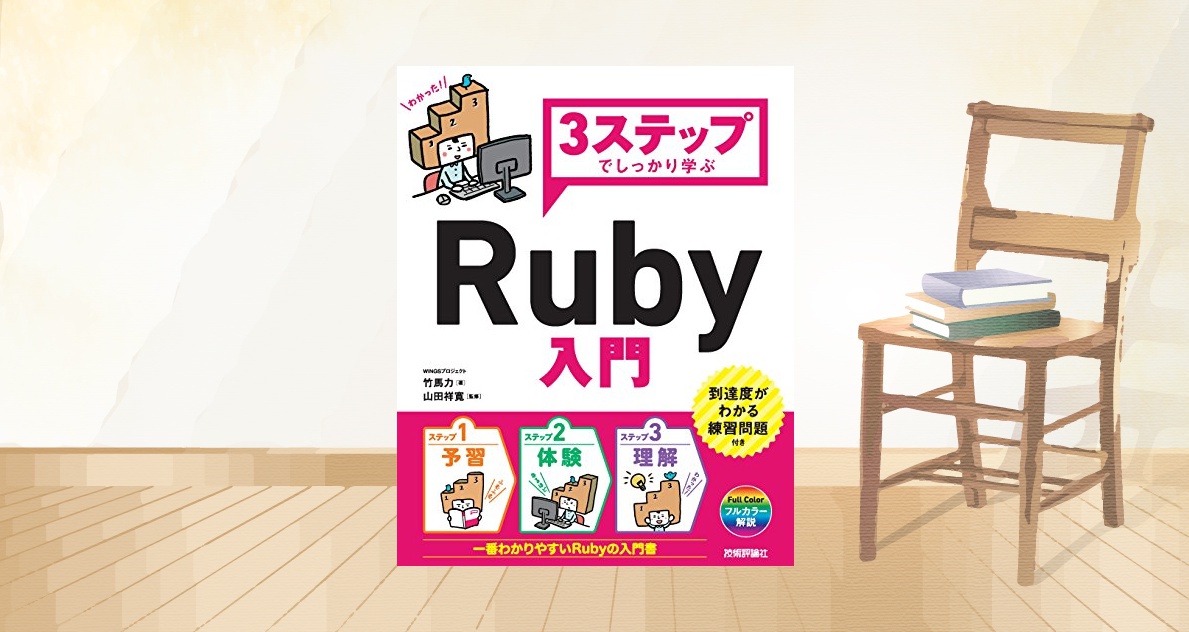 わかった!!
3ステップ
でしっかり学ぶ
Ruby
入門
WINGSプロジェクト
竹馬力[著]
山田祥寛[監修]
到達度が
わかる
練習問題
付き
ステップ1
予習
ステップ2
体験
ステップ3
理解
Full Color
フルカラー
解説
一番わかりやすいRubyの入門書
技術評論社